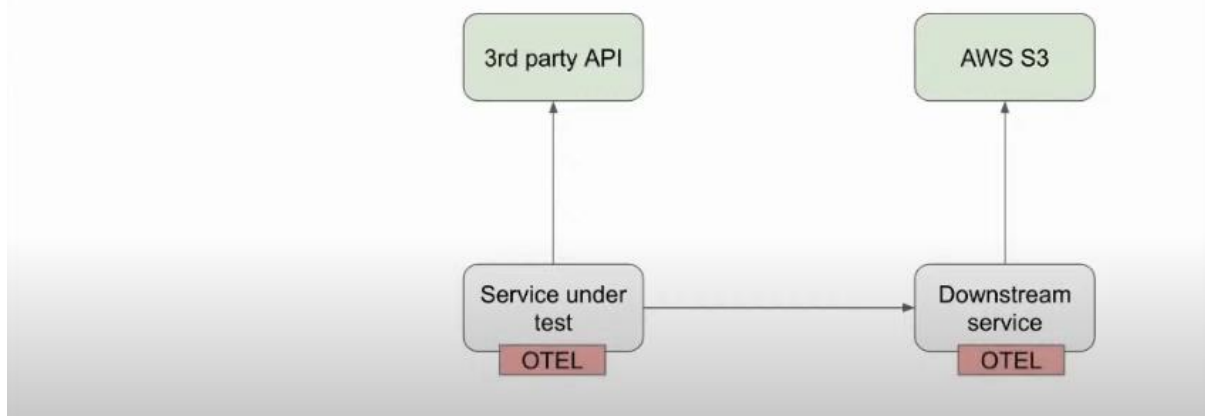 3rd party API
AWS S3
Service under
test
OTEL
Downstream
service
OTEL